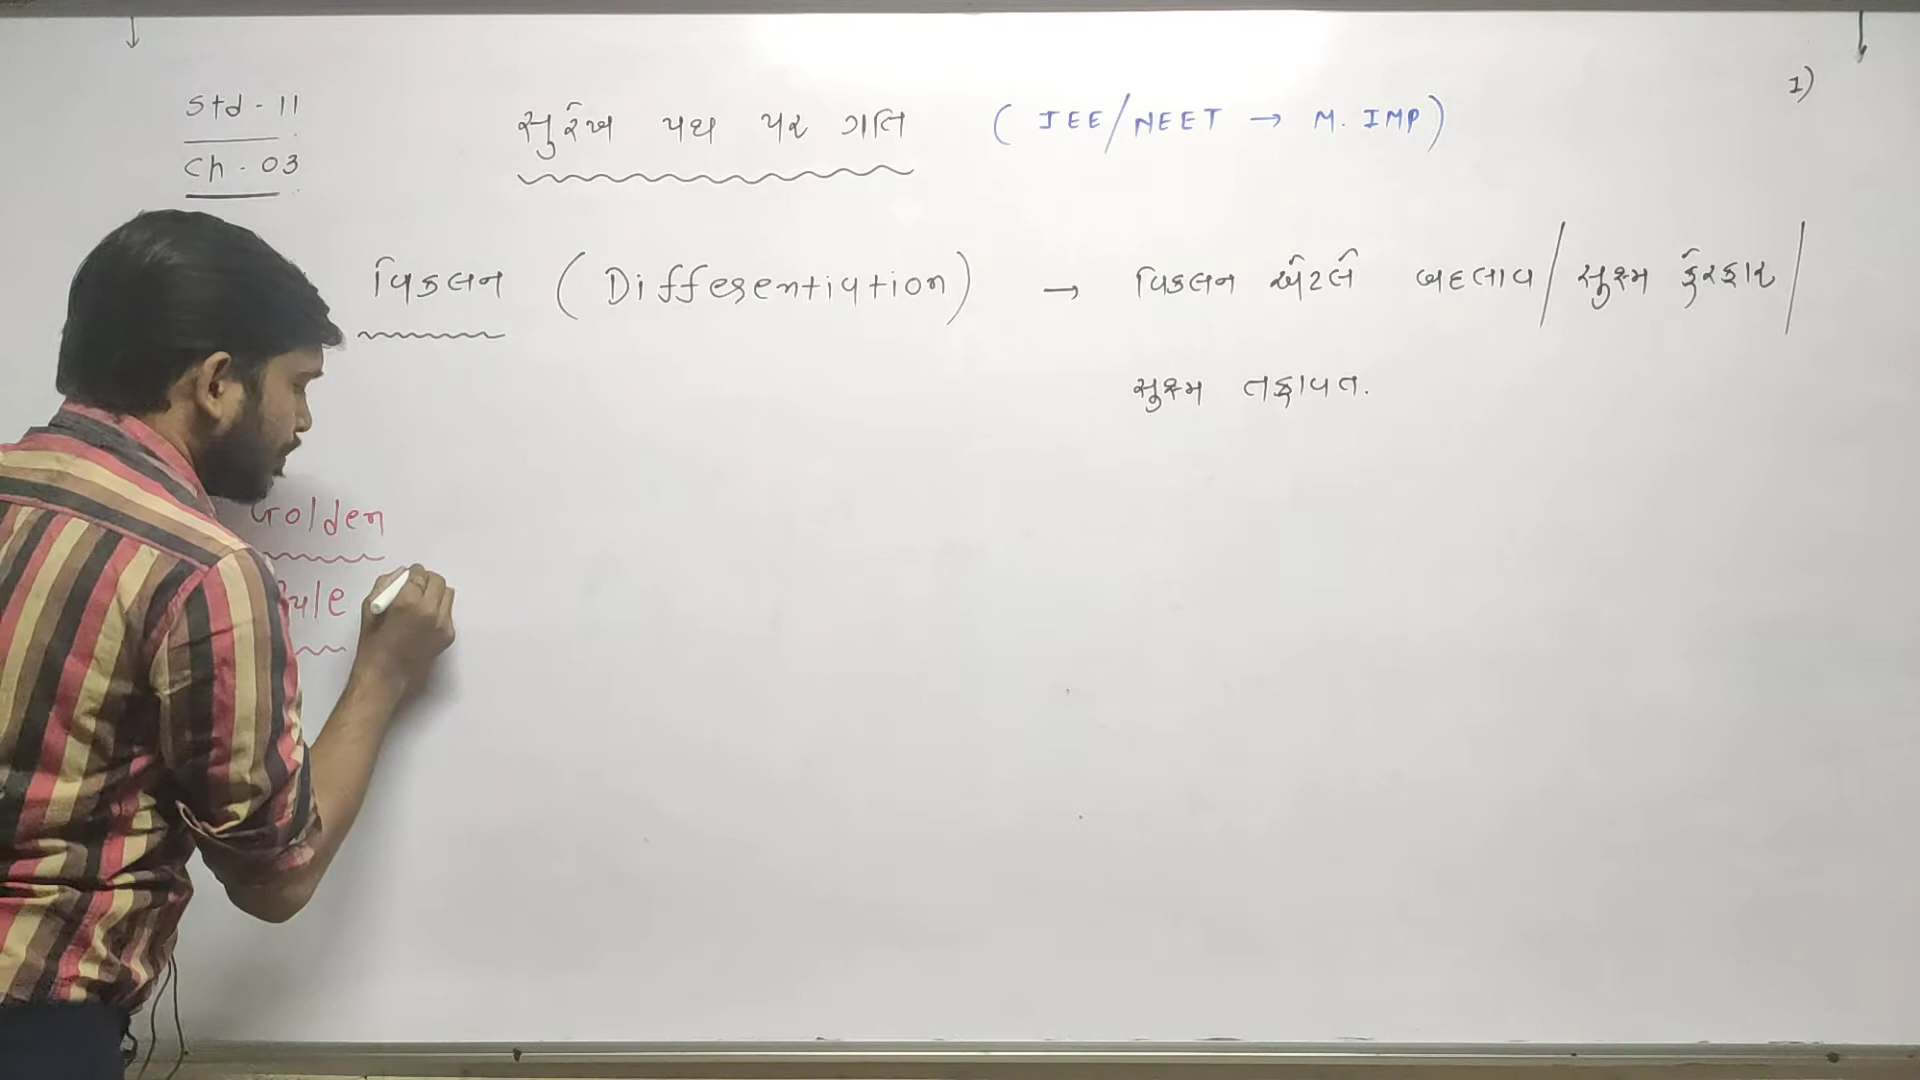 1)
Std - 11
Ch - 03
સુરેખ પથ પર ગતિ ( JEE/NEET → M. IMP)
વિકલન (Differentiation) → વિકલન એટલે બદલાવ/સુક્ષ્મ ફેરફાર/
સુક્ષ્મ તફાવત.
Golden
Rule